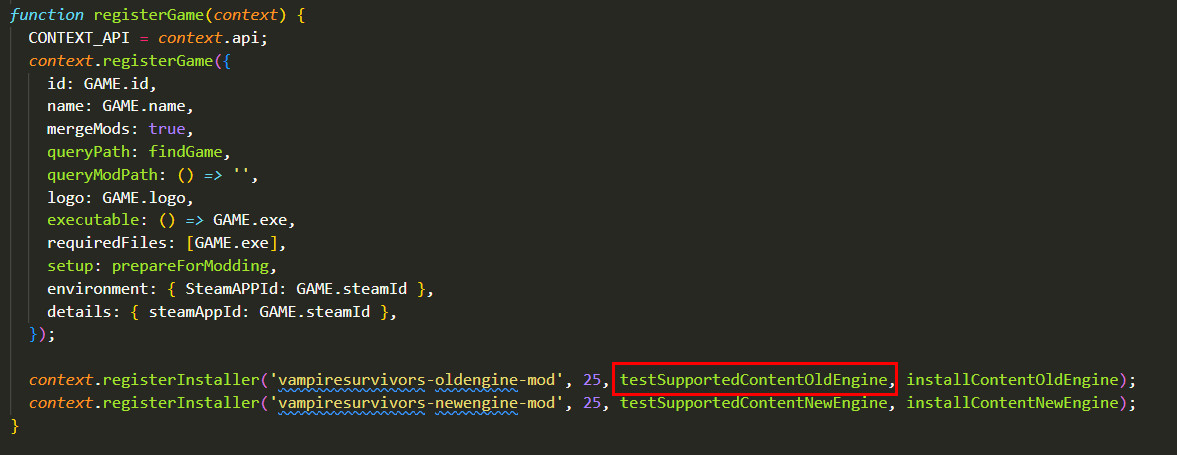 function registerGame(context) {
CONTEXT_API = context.api;
context.registerGame({
id: GAME.id,
name: GAME.name,
mergeMods: true,
queryPath: findGame,
queryModPath: () => '',
logo: GAME.logo,
executable: () => GAME.exe,
requiredFiles: [GAME.exe],
setup: prepareForModding,
environment: { SteamAPPId: GAME.steamId },
details: { steamAppId: GAME.steamId },
});
context.registerInstaller('vampiresurvivors-oldengine-mod', 25, testSupportedContentOldEngine, installContentOldEngine);
context.registerInstaller('vampiresurvivors-newengine-mod', 25, testSupportedContentNewEngine, installContentNewEngine);
}